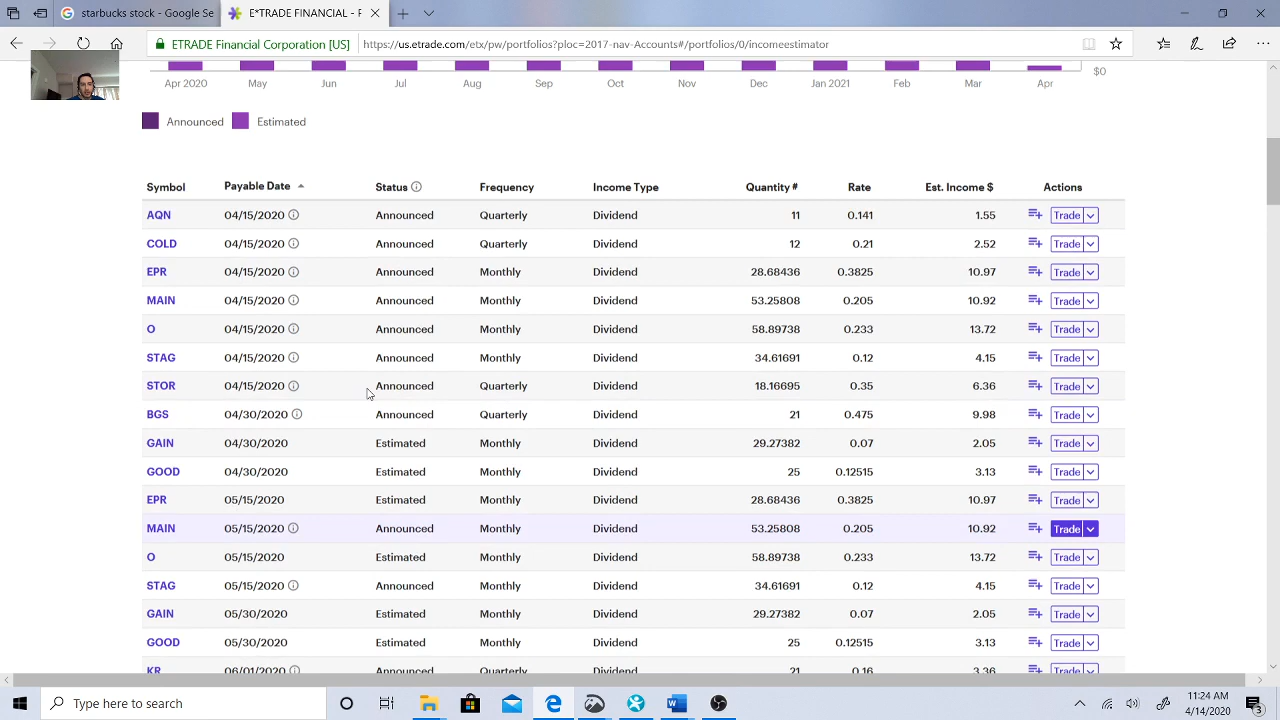 starbucks
FINANCIAL - F
ETRADE Financial Corporation [US]
https://us.etrade.com/etx/pw/portfolios?ploc=2017-nav-Accounts#/portfolios/0/incomeestimator
$0
Apr 2020 May Jun Jul Aug Sep Oct Nov Dec Jan 2021 Feb Mar Apr
Announced Estimated
Symbol Payable Date Status Frequency Income Type Quantity # Rate Est. Income $ Actions
AQN 04/15/2020 Announced Quarterly Dividend 11 0.141 1.55 Trade
COLD 04/15/2020 Announced Quarterly Dividend 12 0.21 2.52 Trade
EPR 04/15/2020 Announced Monthly Dividend 28.68436 0.3825 10.97 Trade
MAIN 04/15/2020 Announced Monthly Dividend 53.25808 0.205 10.92 Trade
O 04/15/2020 Announced Monthly Dividend 58.89738 0.233 13.72 Trade
STAG 04/15/2020 Announced Monthly Dividend 34.61691 0.12 4.15 Trade
STOR 04/15/2020 Announced Quarterly Dividend 18.16695 0.35 6.36 Trade
BGS 04/30/2020 Announced Quarterly Dividend 21 0.475 9.98 Trade
GAIN 04/30/2020 Estimated Monthly Dividend 29.27382 0.07 2.05 Trade
GOOD 04/30/2020 Estimated Monthly Dividend 25 0.12515 3.13 Trade
EPR 05/15/2020 Estimated Monthly Dividend 28.68436 0.3825 10.97 Trade
MAIN 05/15/2020 Announced Monthly Dividend 53.25808 0.205 10.92 Trade
O 05/15/2020 Estimated Monthly Dividend 58.89738 0.233 13.72 Trade
STAG 05/15/2020 Announced Monthly Dividend 34.61691 0.12 4.15 Trade
GAIN 05/30/2020 Estimated Monthly Dividend 29.27382 0.07 2.05 Trade
GOOD 05/30/2020 Estimated Monthly Dividend 25 0.12515 3.13 Trade
KR 06/01/2020 Announced Quarterly Dividend 21 0.16 3.36 Trade
Type here to search
11:24 AM
4/14/2020
3